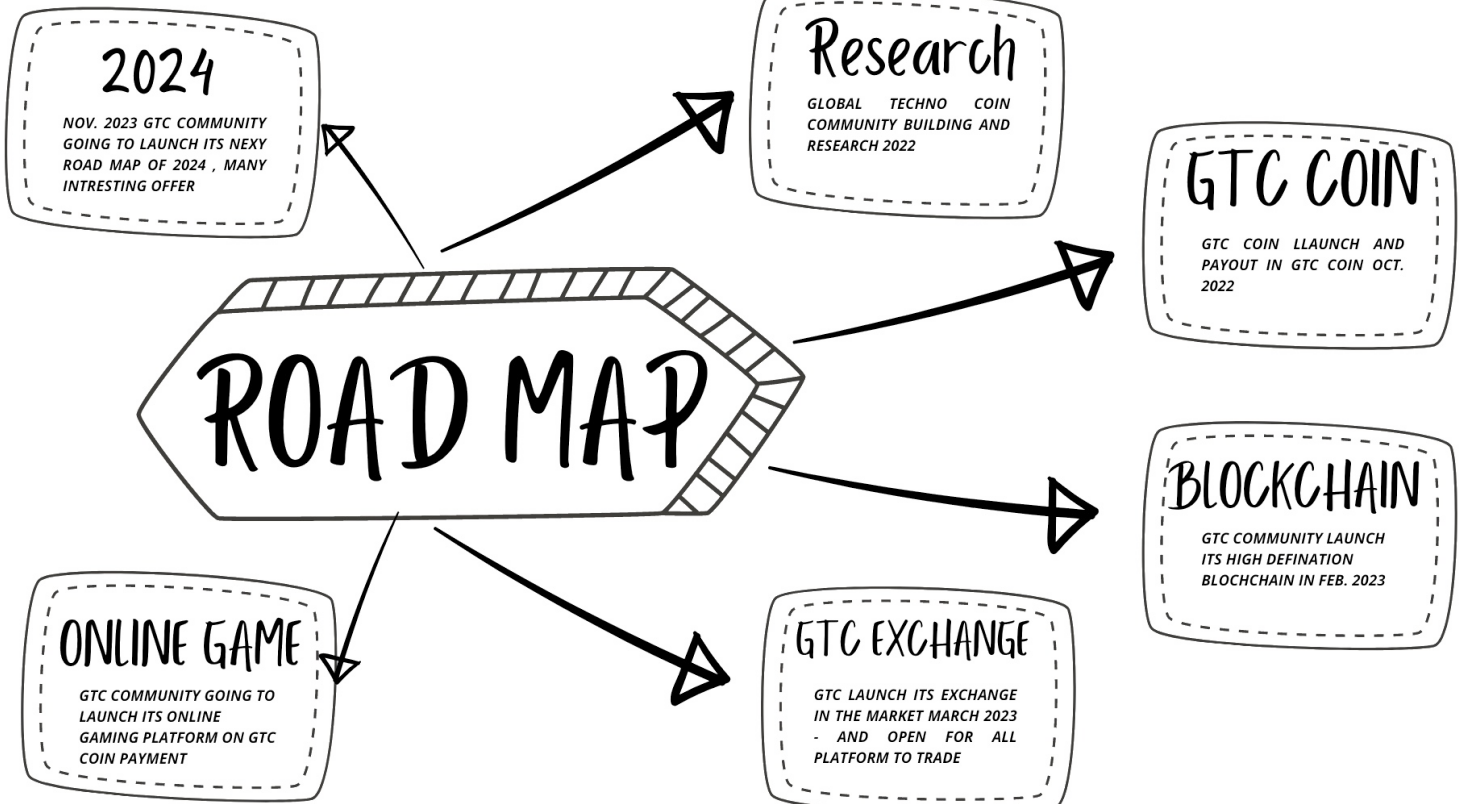 2024
NOV. 2023 GTC COMMUNITY
GOING TO LAUNCH ITS NEXY
ROAD MAP OF 2024 , MANY
INTRESTING OFFER
Research
GLOBAL TECHNO COIN
COMMUNITY BUILDING AND
RESEARCH 2022
GTC COIN
GTC COIN LLAUNCH AND
PAYOUT IN GTC COIN OCT.
2022
ROAD MAP
BLOCKCHAIN
GTC COMMUNITY LAUNCH
ITS HIGH DEFINATION
BLOCHCHAIN IN FEB. 2023
ONLINE GAME
GTC COMMUNITY GOING TO
LAUNCH ITS ONLINE
GAMING PLATFORM ON GTC
COIN PAYMENT
GTC EXCHANGE
GTC LAUNCH ITS EXCHANGE
IN THE MARKET MARCH 2023
- AND OPEN FOR ALL
PLATFORM TO TRADE